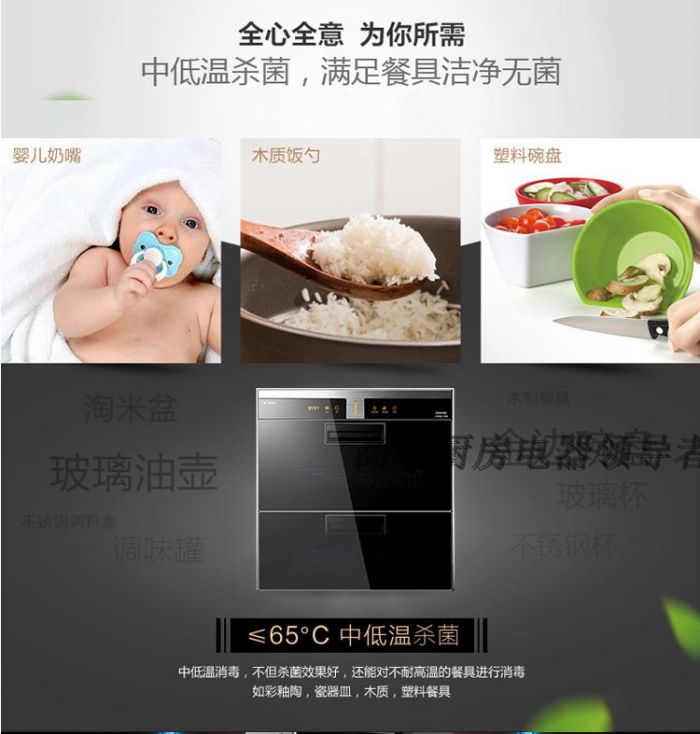 全心全意 为你所需
中低温杀菌，满足餐具洁净无菌
婴儿奶嘴
木质饭勺
塑料碗盘
淘米盆
木制餐具
玻璃油壶
厨房电器领导者
不锈钢调料盒
玻璃杯
调味罐
不锈钢杯
≤65°C 中低温杀菌
中低温消毒，不但杀菌效果好，还能对不耐高温的餐具进行消毒
如彩釉陶，瓷器皿，木质，塑料餐具